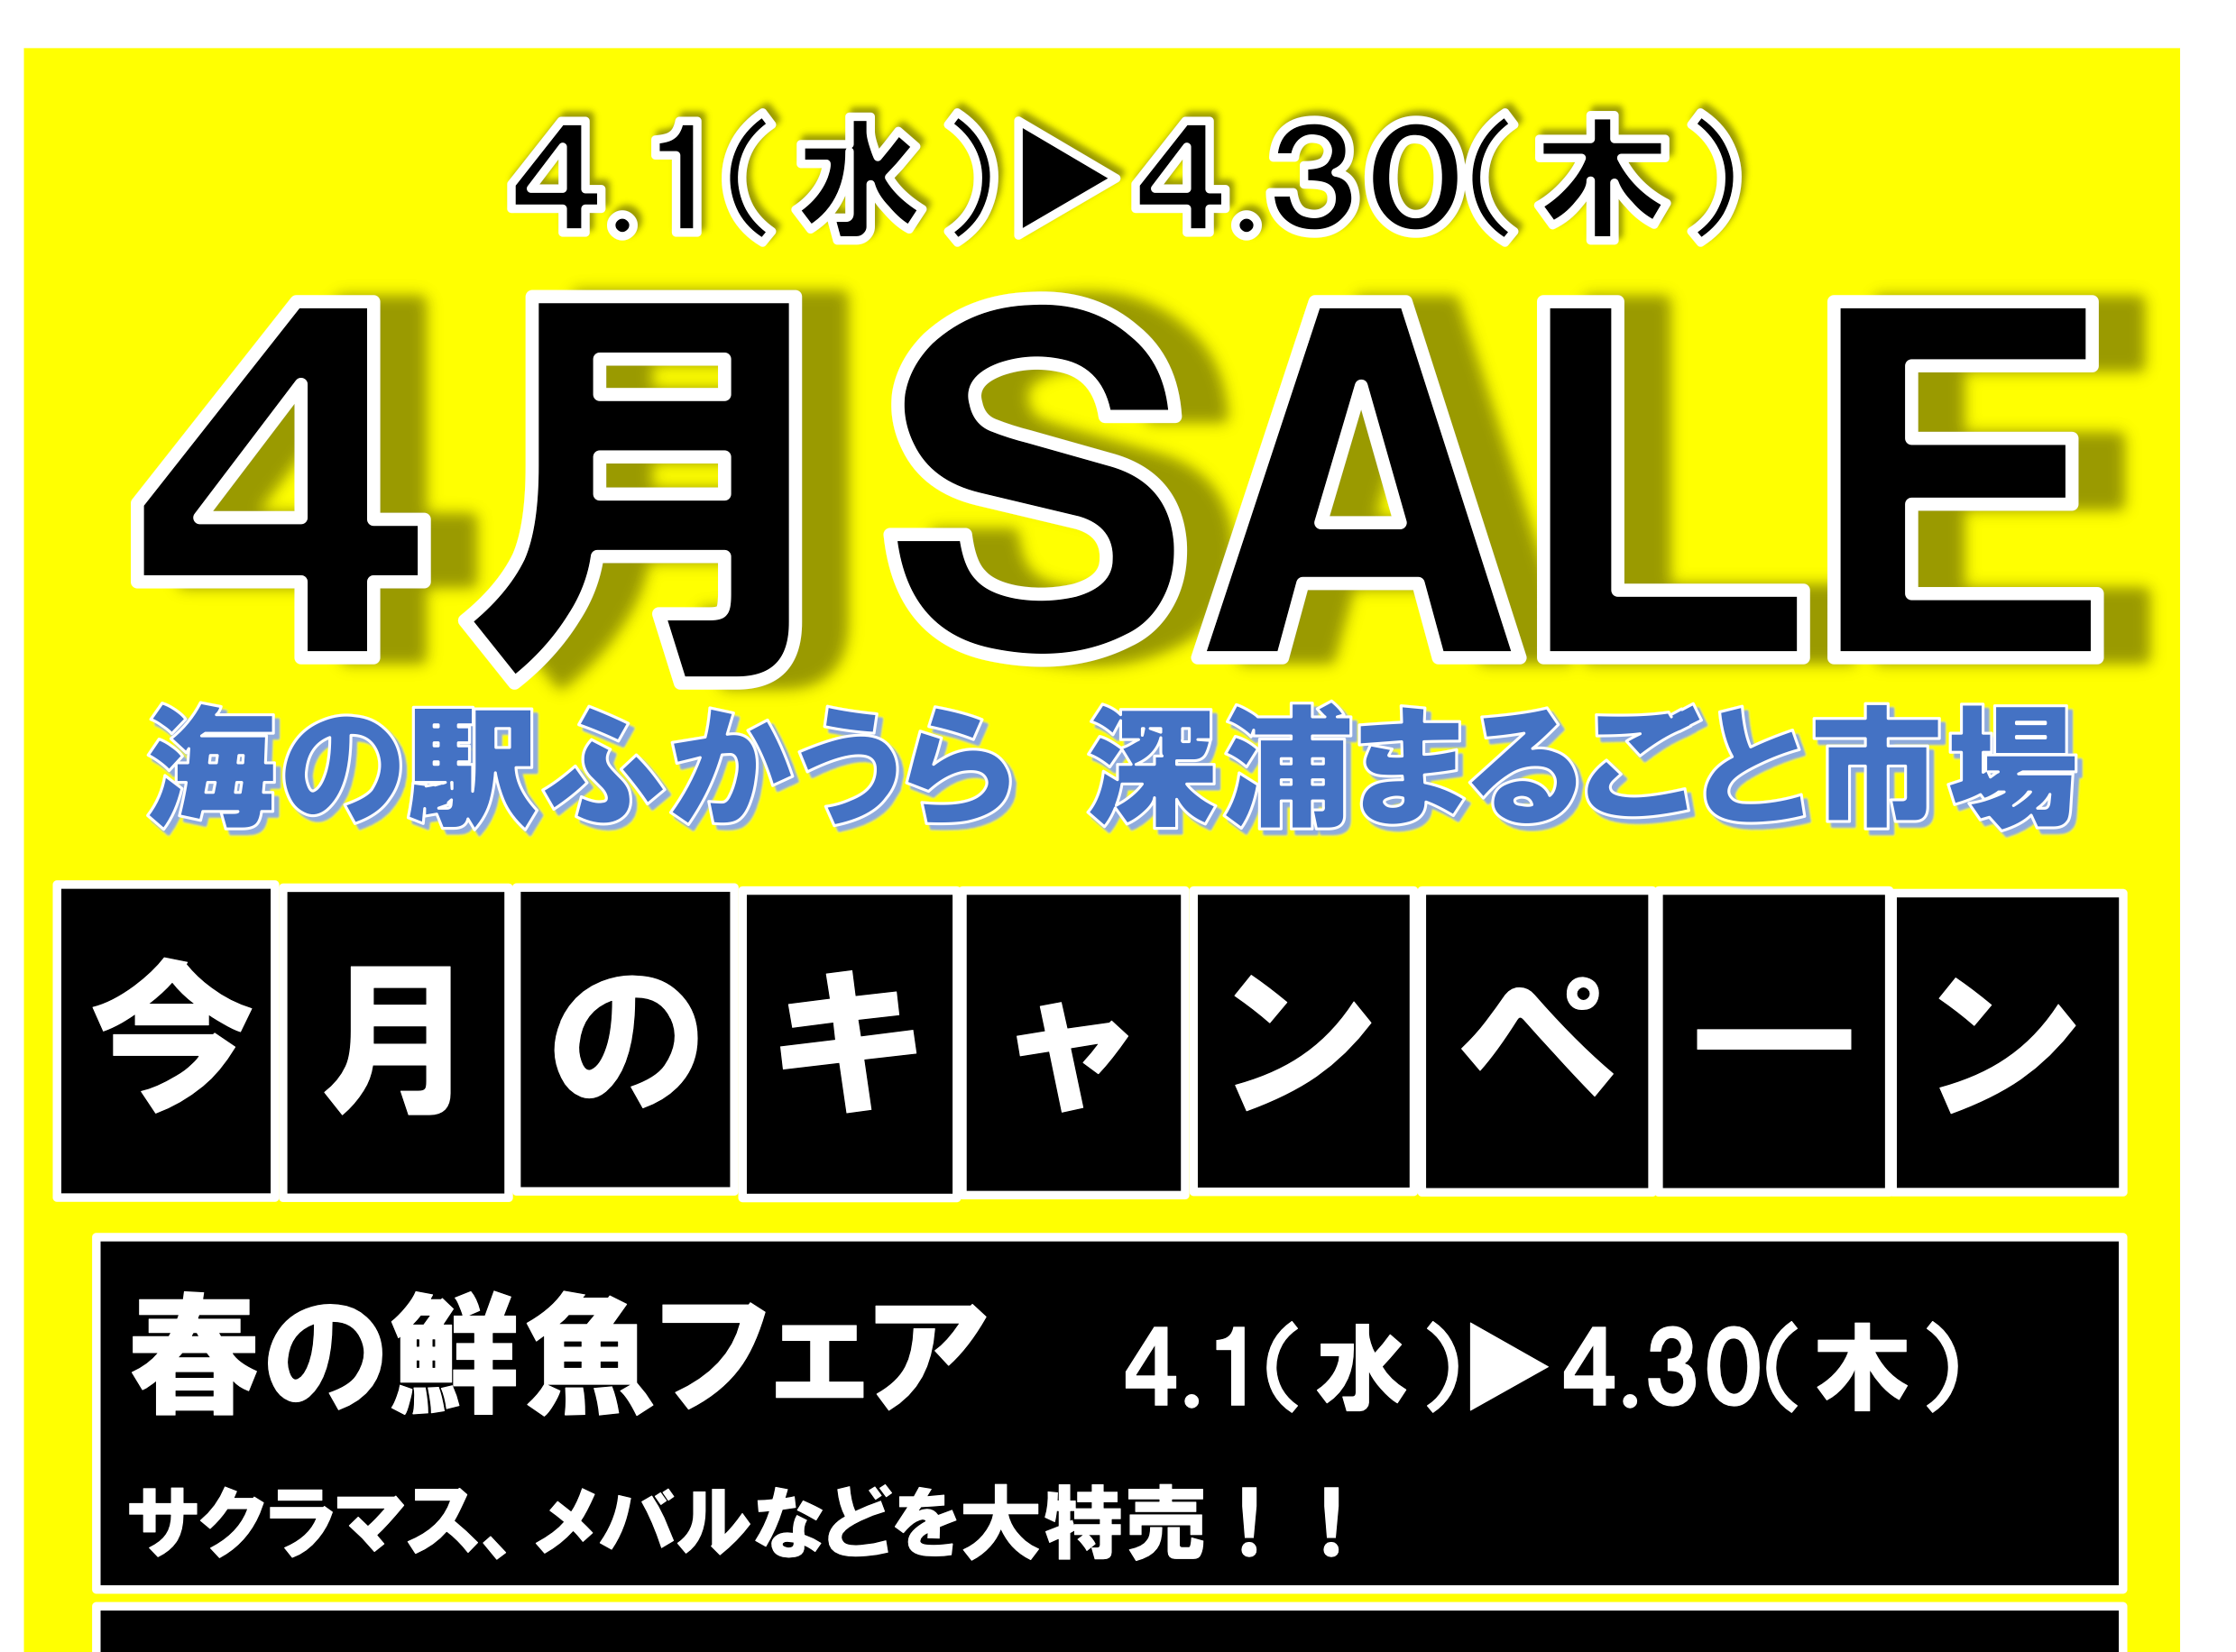 4.1(水)▶4.30(木)
4月SALE
海の駅ふかうら 深浦まるごと市場
今月のキャンペーン
春の鮮魚フェア 4.1(水)▶4.30(木)
サクラマス、メバルなどを大特売！！